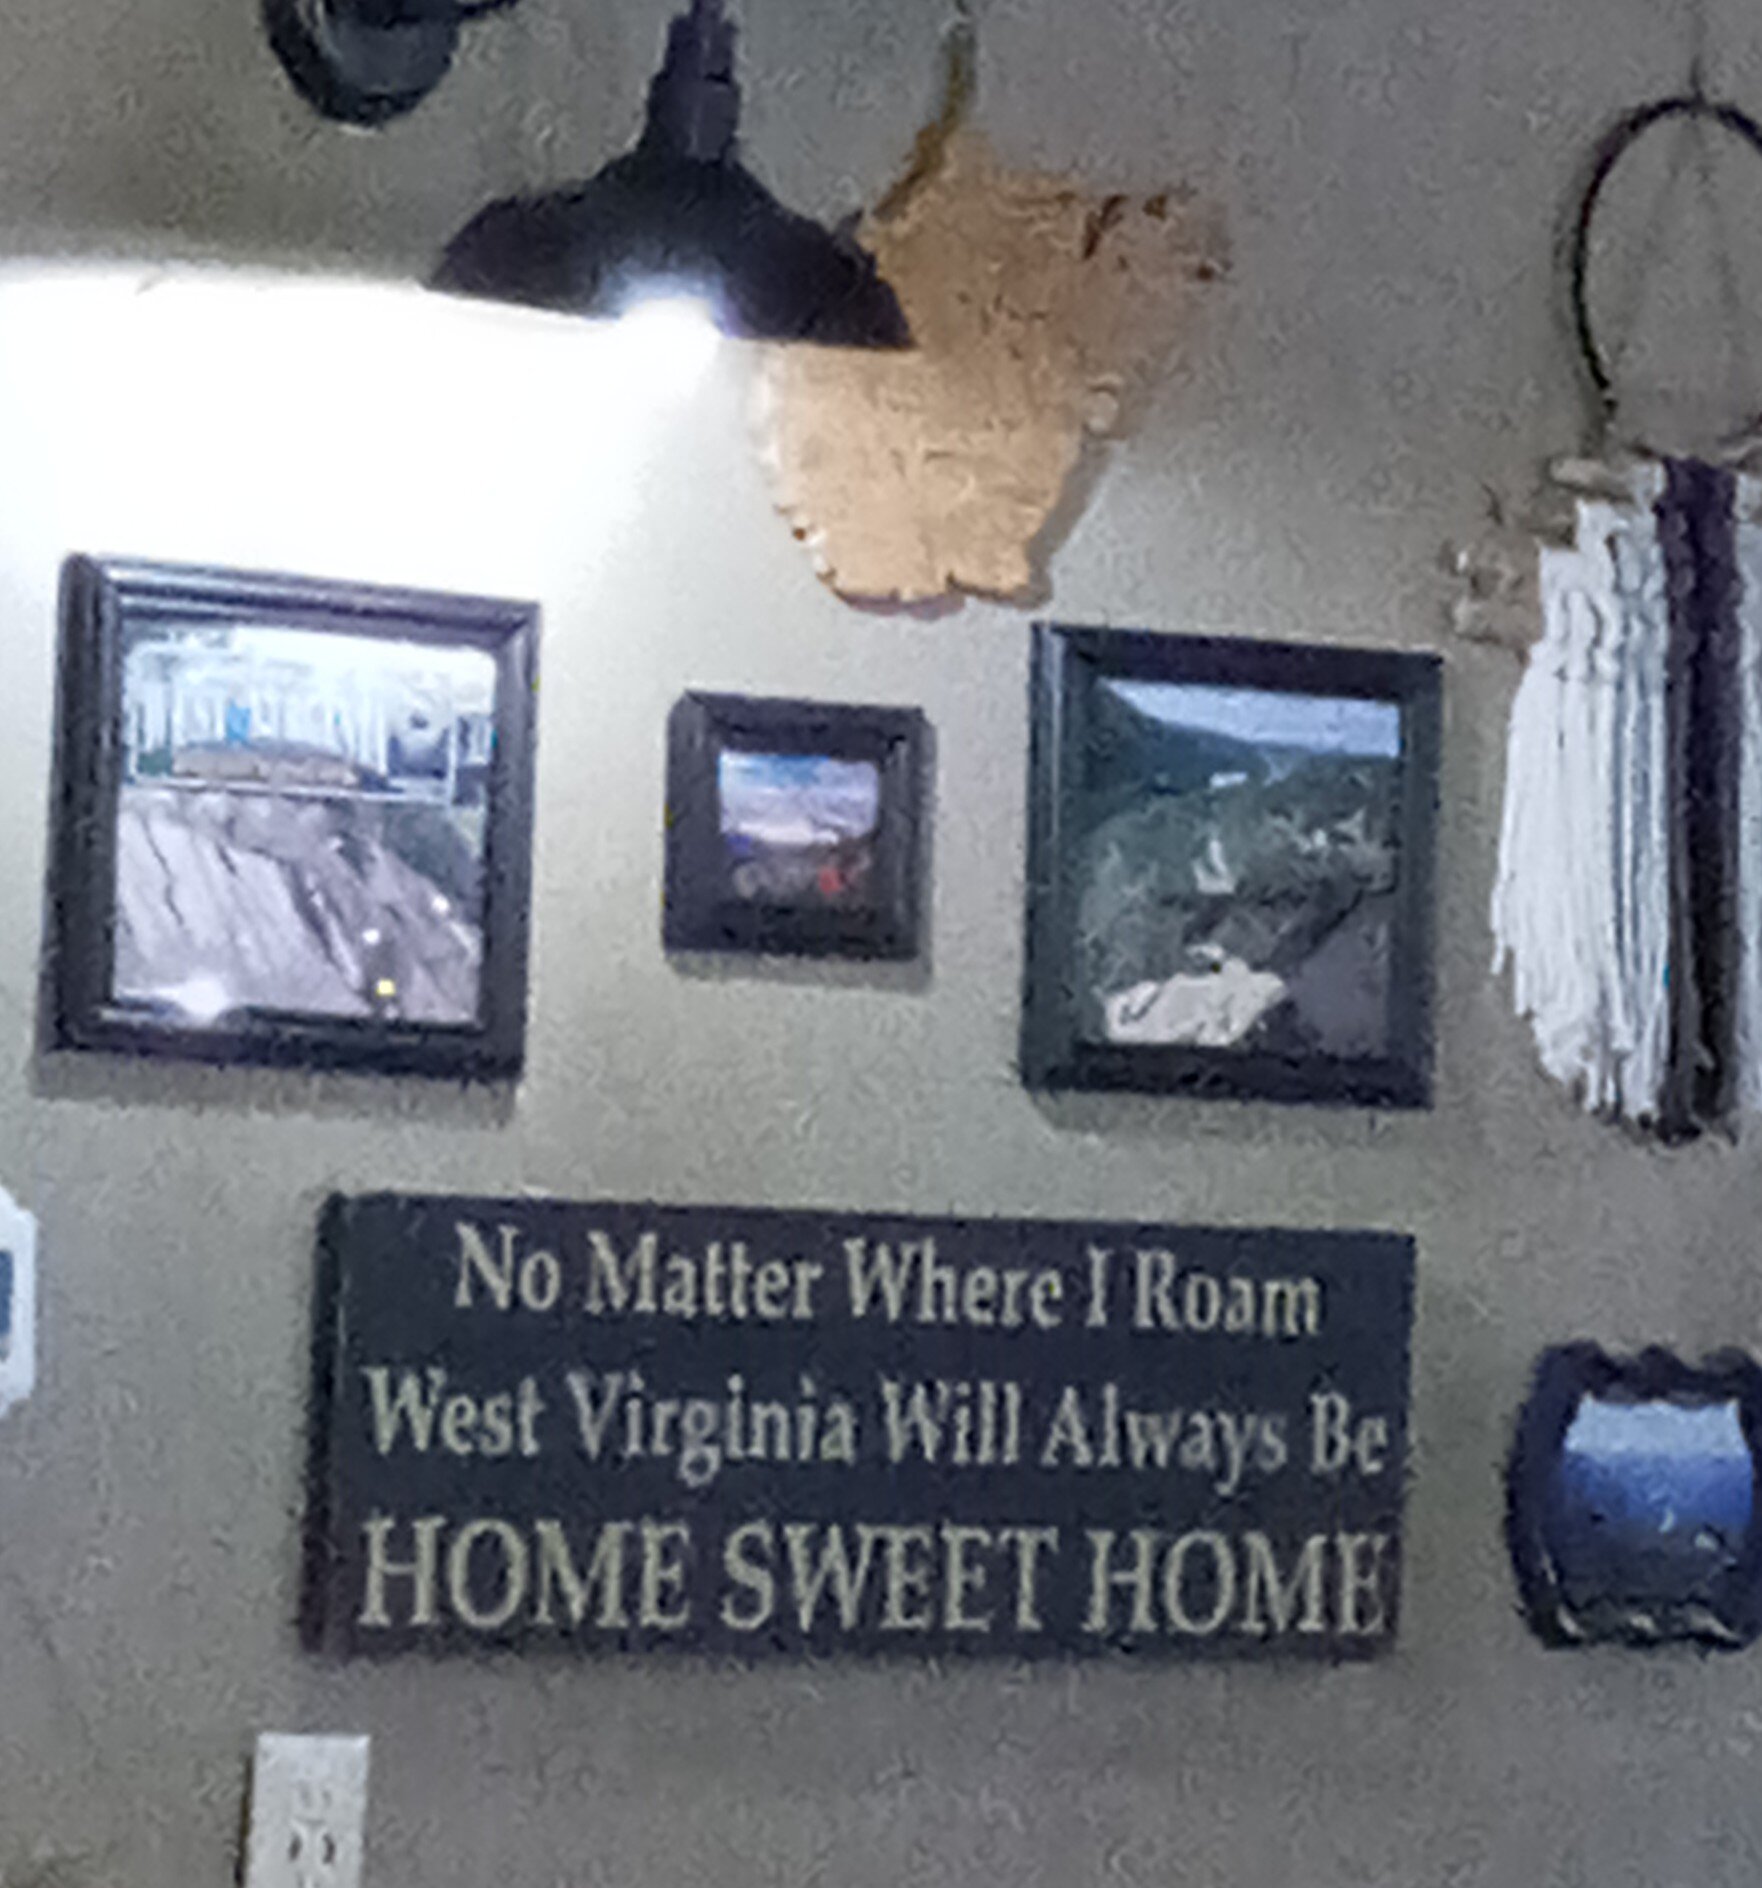 No Matter Where I Roam
West Virginia Will Always Be
HOME SWEET HOME